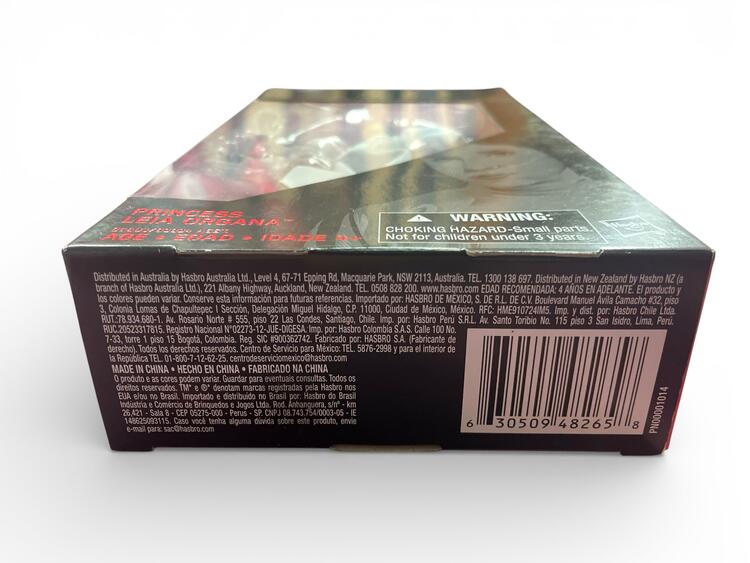 PRINCESS
LEIA ORGANA™
AGE • EDAD • IDADE 4+
WARNING:
CHOKING HAZARD-Small parts.
Not for children under 3 years.
Distributed in Australia by Hasbro Australia Ltd., Level 4, 67-71 Epping Rd, Macquarie Park, NSW 2113, Australia. TEL. 1300 138 697. Distributed in New Zealand by Hasbro NZ (a
branch of Hasbro Australia Ltd.), 221 Albany Highway, Auckland, New Zealand. TEL. 0508 828 200. www.hasbro.com EDAD RECOMENDADA: 4 AÑOS EN ADELANTE. El producto y
los colores pueden variar. Conserve esta información para futuras referencias. Importado por: HASBRO DE MEXICO, S. DE R.L. DE C.V. Boulevard Manuel Ávila Camacho #32, piso
3, Colonia Lomas de Chapultepec I Sección, Delegación Miguel Hidalgo, C.P. 11000, Ciudad de México, México. RFC: HME910724IM5. Imp. y dist. por: Hasbro Chile Ltda.
RUT.:78.934.680-1. Av. Rosario Norte # 555, piso 22 Las Condes, Santiago, Chile. Imp. por: Hasbro Perú S.R.L. Av. Santo Toribio No. 115 piso 3 San Isidro, Lima, Perú.
RUC.20523317815. Registro Nacional N°02273-12-JUE-DIGESA. Imp. por: Hasbro Colombia S.A.S. Calle 100 No.
7-33, torre 1 piso 15 Bogotá, Colombia. Reg. SIC #900362742. Fabricado por: HASBRO S.A. (Fabricante de
derecho). Todos los derechos reservados. Centro de Servicio para México: TEL. 5876-2998 y para el interior de
la República TEL. 01-800-7-12-62-25. centrodeserviciomexico@hasbro.com
MADE IN CHINA • HECHO EN CHINA • FABRICADO NA CHINA
O produto e as cores podem variar. Guardar para eventuais consultas. Todos os
direitos reservados. TM* e ®* denotam marcas registradas pela Hasbro nos
EUA e/ou no Brasil. Importado e distribuido no Brasil por: Hasbro do Brasil
Indústria e Comércio de Brinquedos e Jogos Ltda. Rod. Anhanguera, s/nº - km
26,421 - Sala 8 - CEP 05275-000 - Perus - SP. CNPJ 08.743.754/0003-05 - IE
148625093115. Caso você tenha alguma dúvida sobre este produto, envie
e-mail para: sac@hasbro.com
6 30509 48265 8
PN00001014